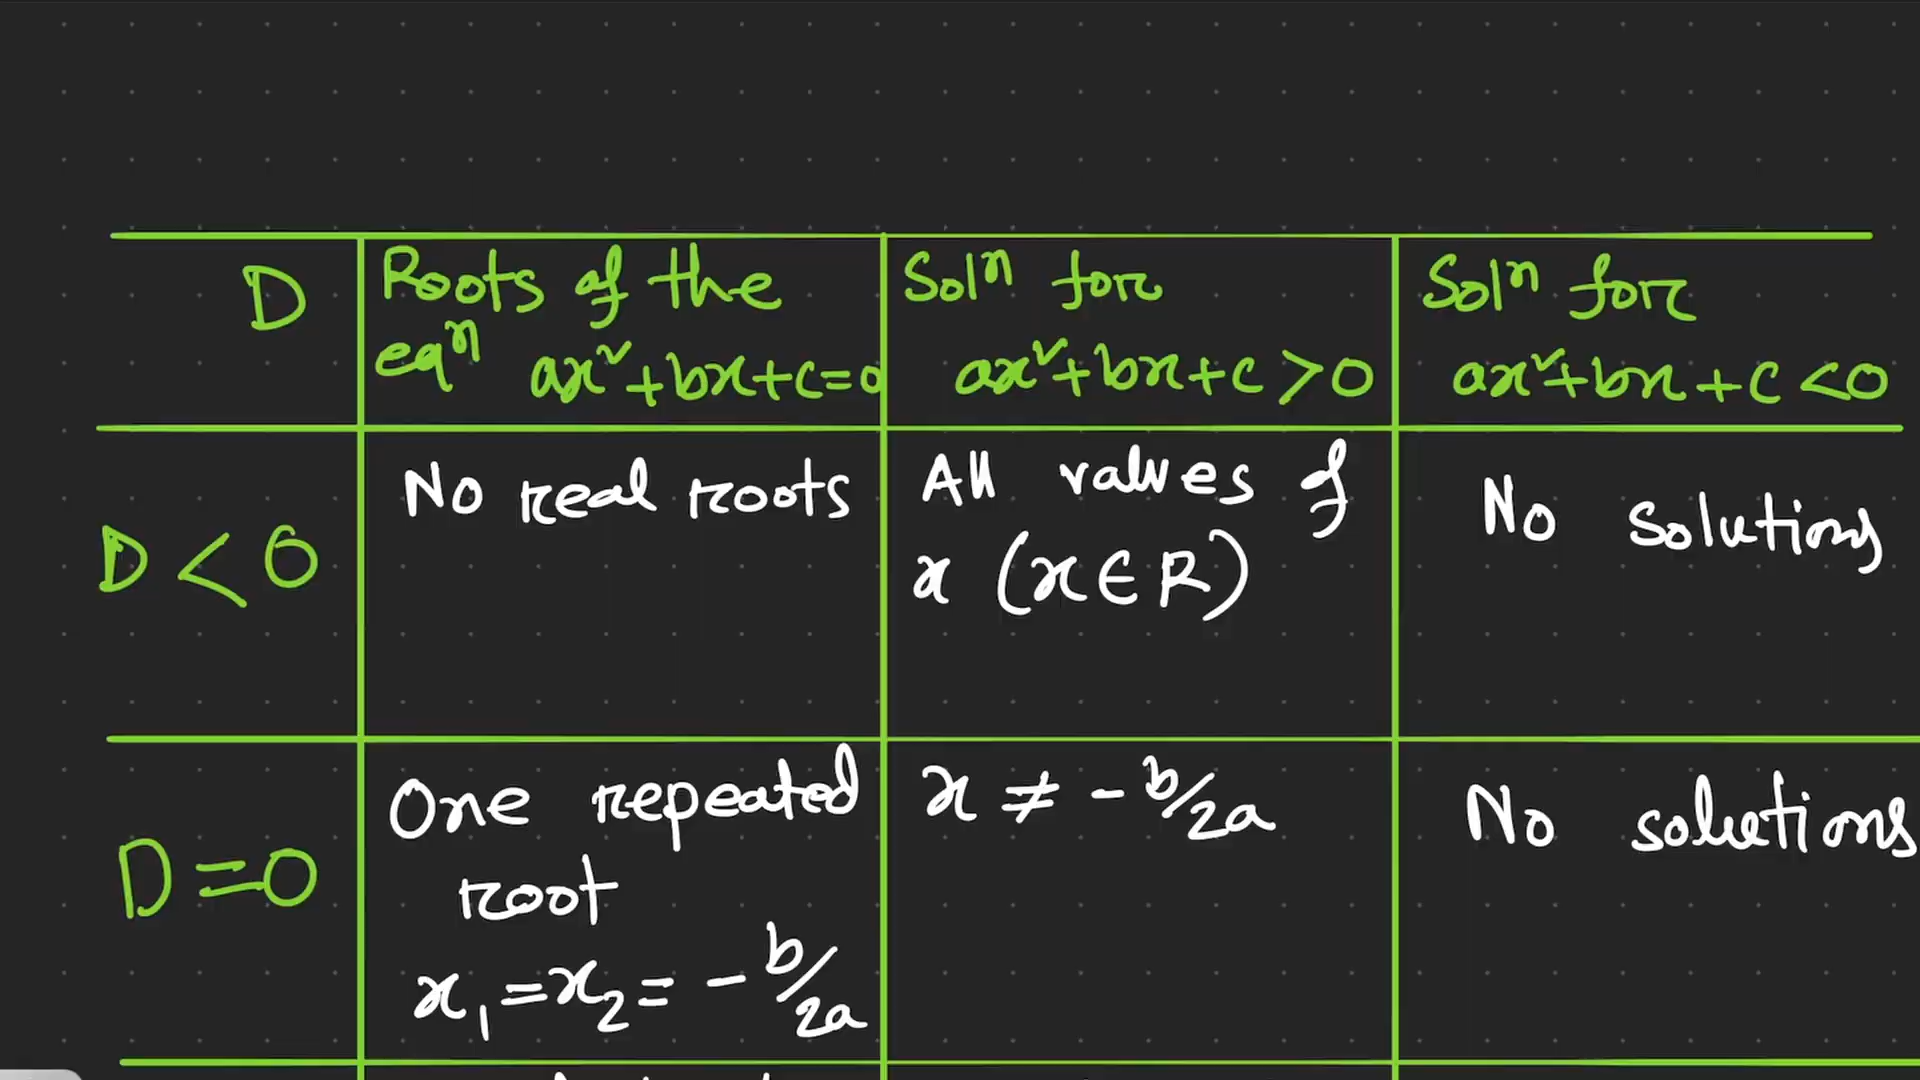 D
Roots of the
eqⁿ ax²+bx+c=0
Solⁿ for
ax²+bx+c>0
Solⁿ for
ax²+bx+c<0
D<0
No real roots
All values of
x (x∈R)
No solutions
D=0
One repeated
root
x₁=x₂=-b/2a
x≠-b/2a
No solutions